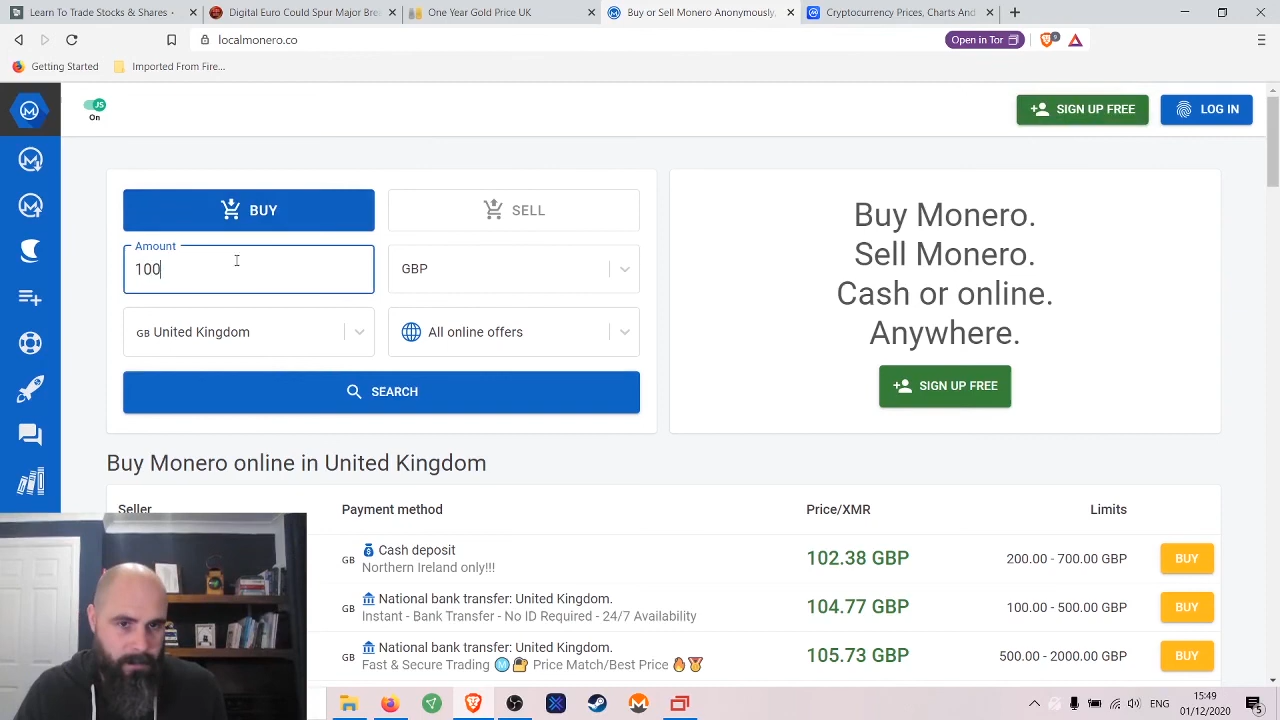 Learn To Trade Stocks & Shares -
Digital Euro Could Spur Major Bre
One Year Gold Price UK
Buy or Sell Monero Anonymously,
Cryptocurrency Prices, Charts And
localmonero.co
Open in Tor
9
Getting Started
Imported From Fire...
JS
On
SIGN UP FREE
LOG IN
BUY
SELL
Amount
100
GBP
GB United Kingdom
All online offers
SEARCH
Buy Monero.
Sell Monero.
Cash or online.
Anywhere.
SIGN UP FREE
Buy Monero online in United Kingdom
Seller
Payment method
Price/XMR
Limits
GB
Cash deposit
Northern Ireland only!!!
102.38 GBP
200.00 - 700.00 GBP
BUY
GB
National bank transfer: United Kingdom.
Instant - Bank Transfer - No ID Required - 24/7 Availability
104.77 GBP
100.00 - 500.00 GBP
BUY
GB
National bank transfer: United Kingdom.
Fast & Secure Trading Price Match/Best Price
105.73 GBP
500.00 - 2000.00 GBP
BUY
ENG
15:49
01/12/2020
5